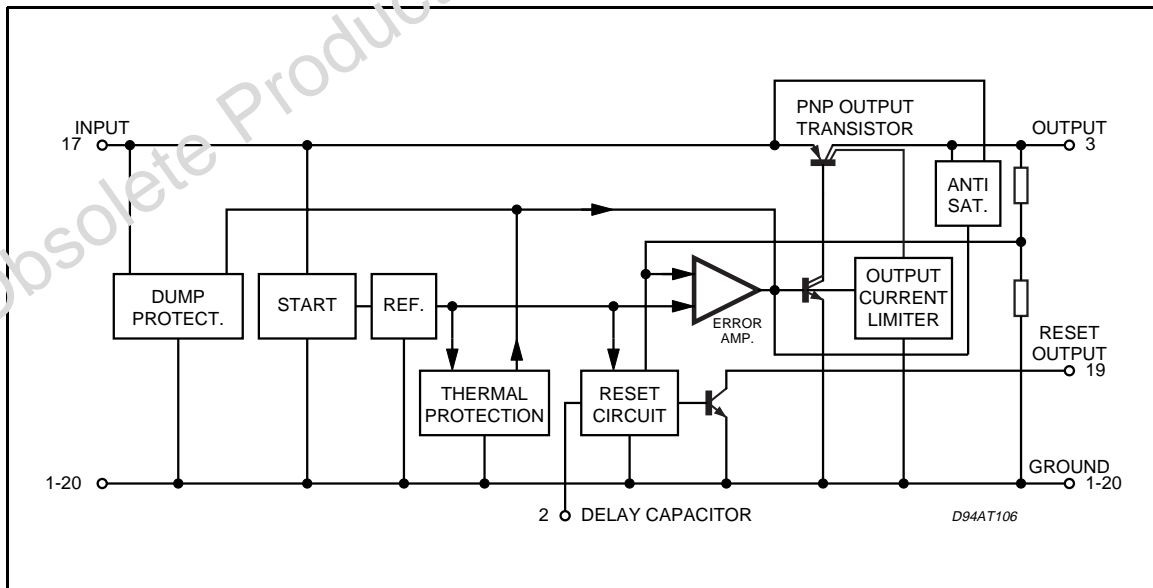 Obsolete Produc
INPUT
17
PNP OUTPUT
TRANSISTOR
OUTPUT
3
ANTI
SAT.
DUMP
PROTECT.
START
REF.
ERROR
AMP.
OUTPUT
CURRENT
LIMITER
RESET
OUTPUT
19
THERMAL
PROTECTION
RESET
CIRCUIT
1-20
GROUND
1-20
2
DELAY CAPACITOR
D94AT106